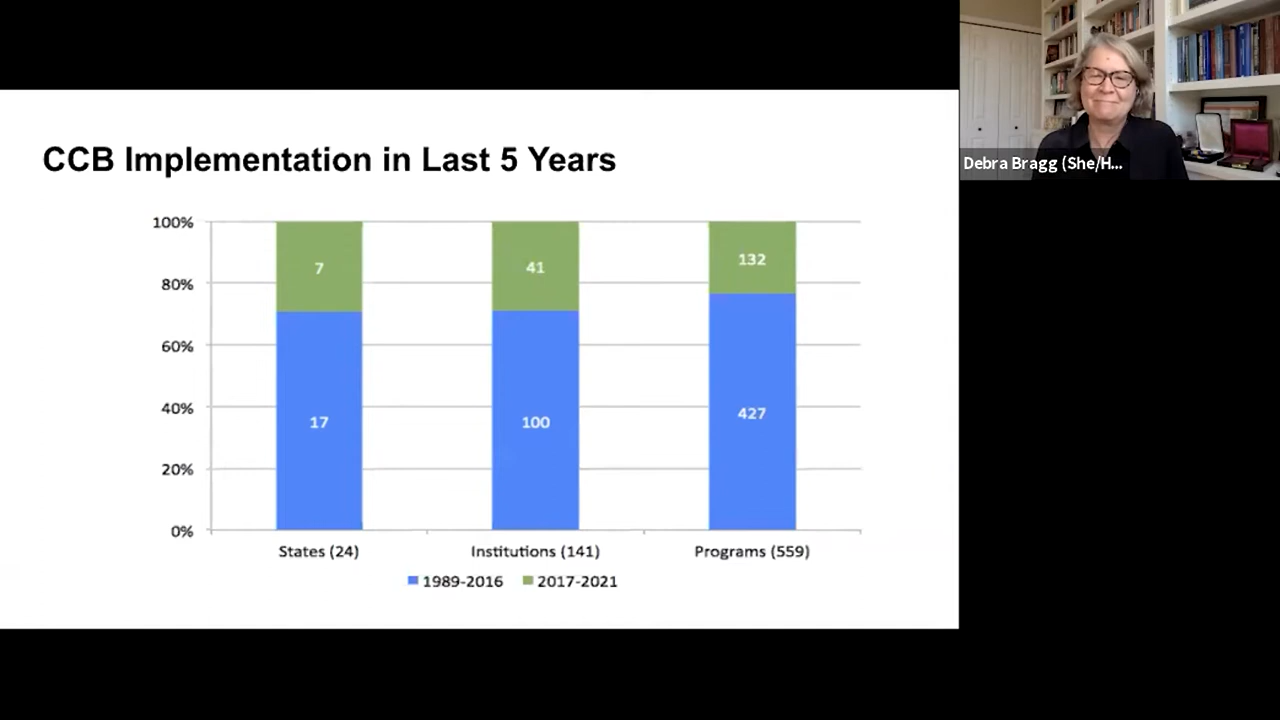 CCB Implementation in Last 5 Years
100%
80%
60%
40%
20%
0%
7
41
132
17
100
427
States (24)
Institutions (141)
Programs (559)
1989-2016
2017-2021
Debra Bragg (She/H...